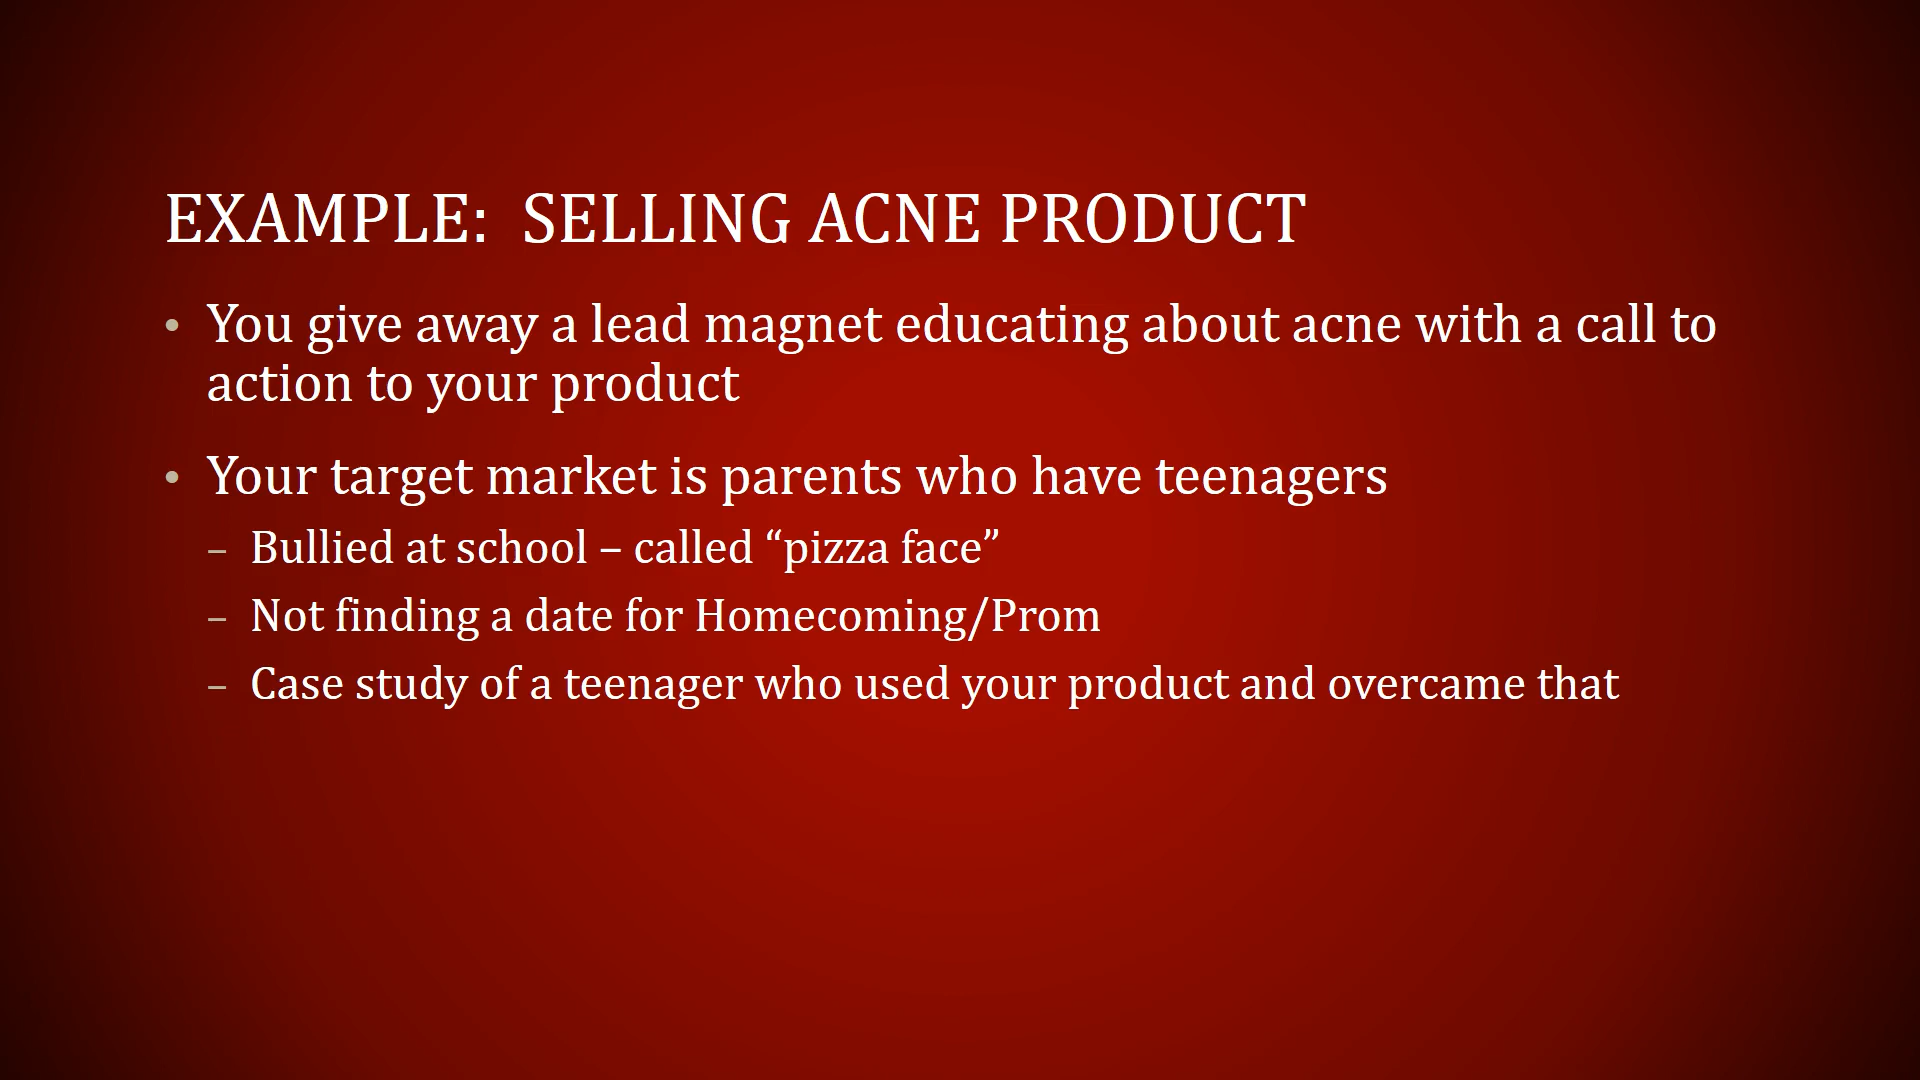 EXAMPLE:  SELLING ACNE PRODUCT
• You give away a lead magnet educating about acne with a call to
action to your product
• Your target market is parents who have teenagers
– Bullied at school – called “pizza face”
– Not finding a date for Homecoming/Prom
– Case study of a teenager who used your product and overcame that